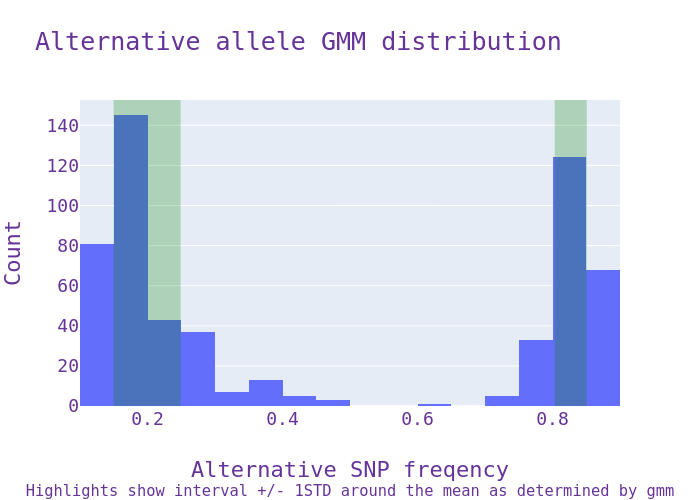 Alternative allele GMM distribution
140
120
100
80
60
40
20
0
Count
0.2 0.4 0.6 0.8
Alternative SNP freqency
Highlights show interval +/- 1STD around the mean as determined by gmm